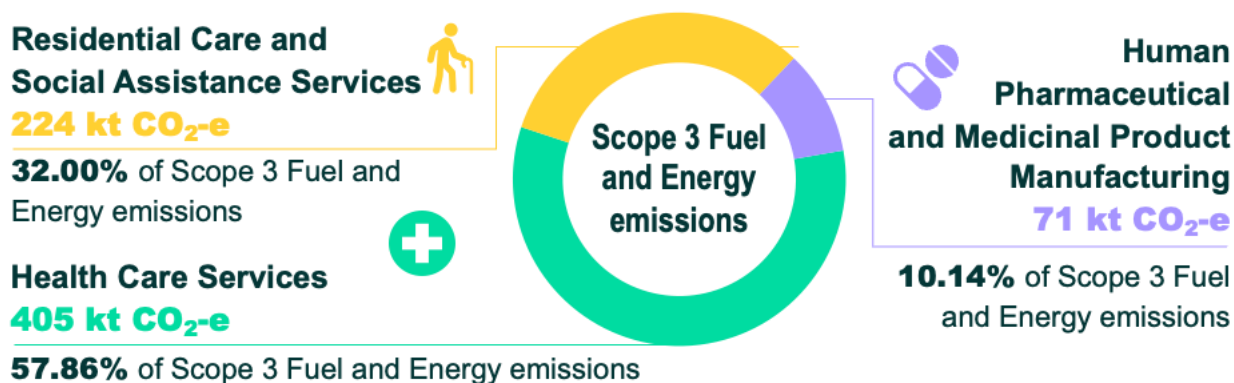 Residential Care and
Social Assistance Services
224 kt CO₂-e
32.00% of Scope 3 Fuel and
Energy emissions
Health Care Services
405 kt CO₂-e
57.86% of Scope 3 Fuel and Energy emissions
Scope 3 Fuel
and Energy
emissions
Human
Pharmaceutical
and Medicinal Product
Manufacturing
71 kt CO₂-e
10.14% of Scope 3 Fuel
and Energy emissions